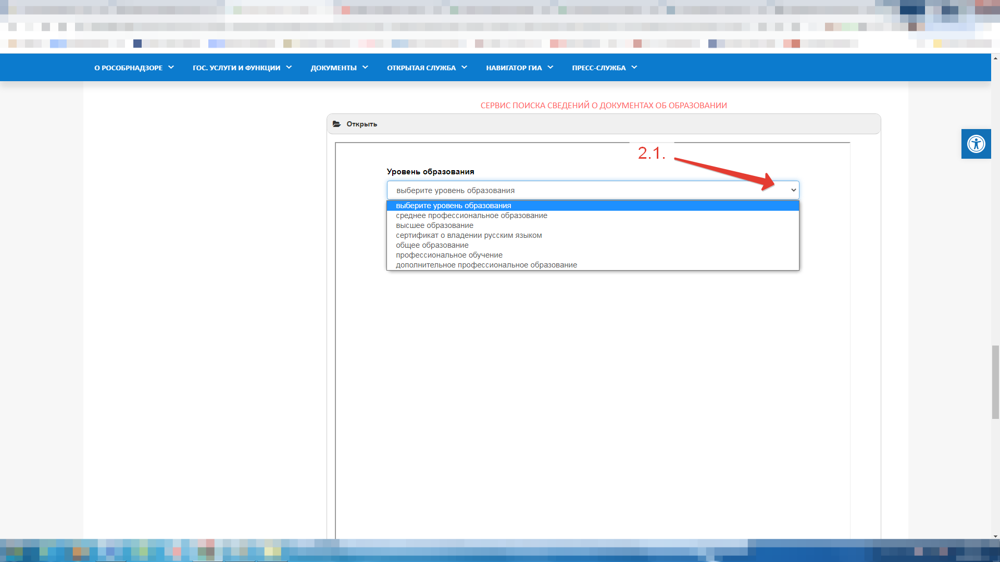 О РОСОБРНАДЗОРЕ ГОС. УСЛУГИ И ФУНКЦИИ ДОКУМЕНТЫ ОТКРЫТАЯ СЛУЖБА НАВИГАТОР ГИА ПРЕСС-СЛУЖБА
СЕРВИС ПОИСКА СВЕДЕНИЙ О ДОКУМЕНТАХ ОБ ОБРАЗОВАНИИ
Открыть
2.1.
Уровень образования
выберите уровень образования
выберите уровень образования
среднее профессиональное образование
высшее образование
сертификат о владении русским языком
общее образование
профессиональное обучение
дополнительное профессиональное образование